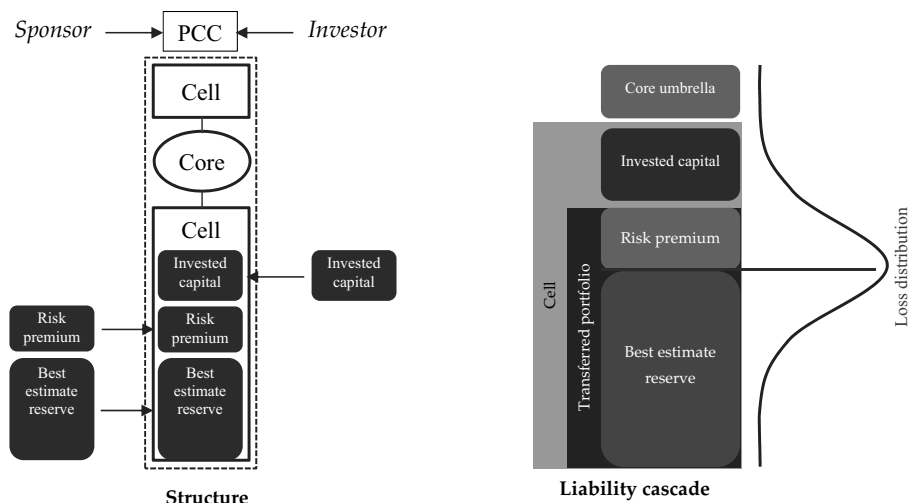 Sponsor
PCC
Investor
Cell
Core
Cell
Invested
capital
Invested
capital
Risk
premium
Risk
premium
Best
estimate
reserve
Best
estimate
reserve
Structure
Core umbrella
Invested capital
Risk premium
Best estimate
reserve
Cell
Transferred portfolio
Loss distribution
Liability cascade